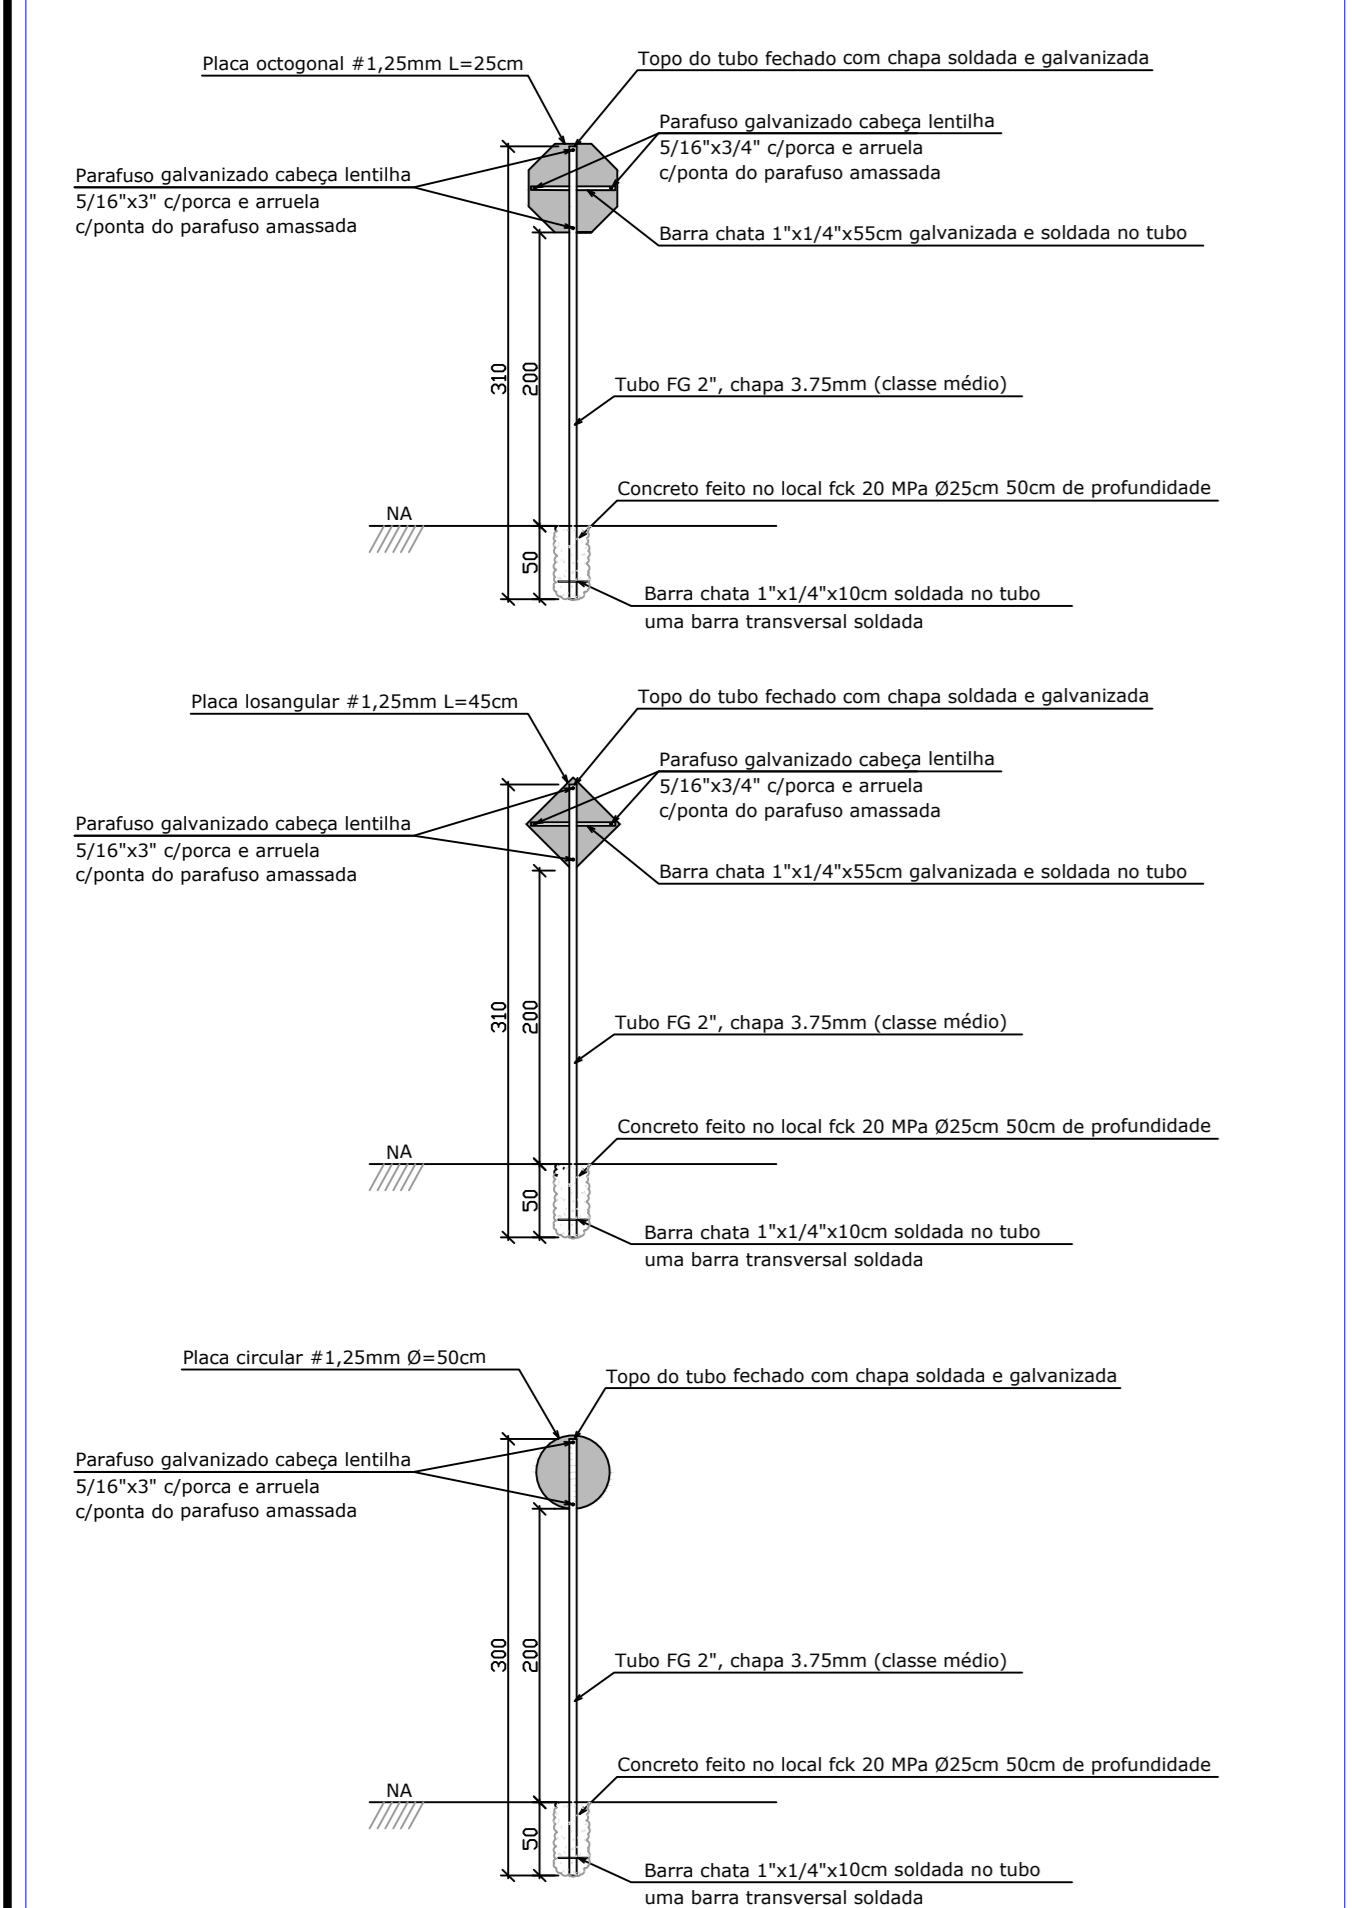 Placa octogonal #1,25mm L=25cm
Topo do tubo fechado com chapa soldada e galvanizada
Parafuso galvanizado cabeça lentilha
5/16"x3/4" c/porca e arruela
c/ponta do parafuso amassada
Parafuso galvanizado cabeça lentilha
5/16"x3" c/porca e arruela
c/ponta do parafuso amassada
Barra chata 1"x1/4"x55cm galvanizada e soldada no tubo
310
200
Tubo FG 2", chapa 3.75mm (classe médio)
Concreto feito no local fck 20 MPa Ø25cm 50cm de profundidade
NA
50
Barra chata 1"x1/4"x10cm soldada no tubo
uma barra transversal soldada
Placa losangular #1,25mm L=45cm
Topo do tubo fechado com chapa soldada e galvanizada
Parafuso galvanizado cabeça lentilha
5/16"x3/4" c/porca e arruela
c/ponta do parafuso amassada
Parafuso galvanizado cabeça lentilha
5/16"x3" c/porca e arruela
c/ponta do parafuso amassada
Barra chata 1"x1/4"x55cm galvanizada e soldada no tubo
310
200
Tubo FG 2", chapa 3.75mm (classe médio)
Concreto feito no local fck 20 MPa Ø25cm 50cm de profundidade
NA
50
Barra chata 1"x1/4"x10cm soldada no tubo
uma barra transversal soldada
Placa circular #1,25mm Ø=50cm
Topo do tubo fechado com chapa soldada e galvanizada
Parafuso galvanizado cabeça lentilha
5/16"x3" c/porca e arruela
c/ponta do parafuso amassada
300
200
Tubo FG 2", chapa 3.75mm (classe médio)
Concreto feito no local fck 20 MPa Ø25cm 50cm de profundidade
NA
50
Barra chata 1"x1/4"x10cm soldada no tubo
uma barra transversal soldada